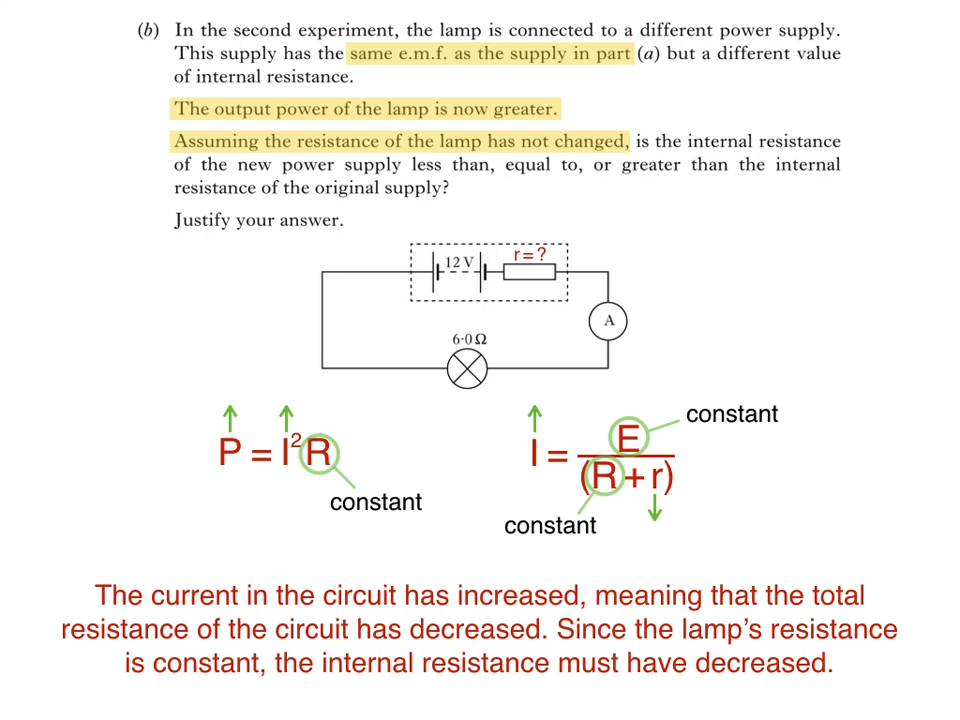 (b) In the second experiment, the lamp is connected to a different power supply.
This supply has the same e.m.f. as the supply in part (a) but a different value
of internal resistance.
The output power of the lamp is now greater.
Assuming the resistance of the lamp has not changed, is the internal resistance
of the new power supply less than, equal to, or greater than the internal
resistance of the original supply?
Justify your answer.
12 V
r = ?
A
6·0 Ω
P = I²R
constant
I = E
(R + r)
constant
constant
The current in the circuit has increased, meaning that the total
resistance of the circuit has decreased. Since the lamp’s resistance
is constant, the internal resistance must have decreased.